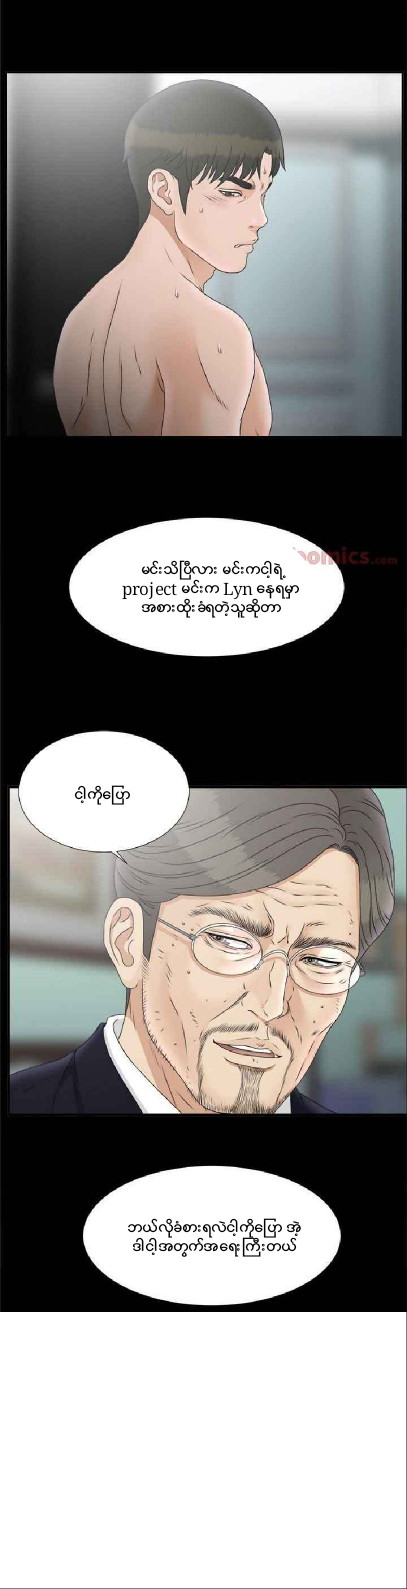 omics.com
မင်းသိပြီလား မင်းကငါ့ရဲ့
project မင်းက Lyn နေရမှာ
အစားထိုးခံရတဲ့သူဆိုတာ
ငါ့ကိုပြော
ဘယ်လိုခံစားရလဲငါ့ကိုပြော အဲ့
ဒါငါ့အတွက်အရေးကြီးတယ်